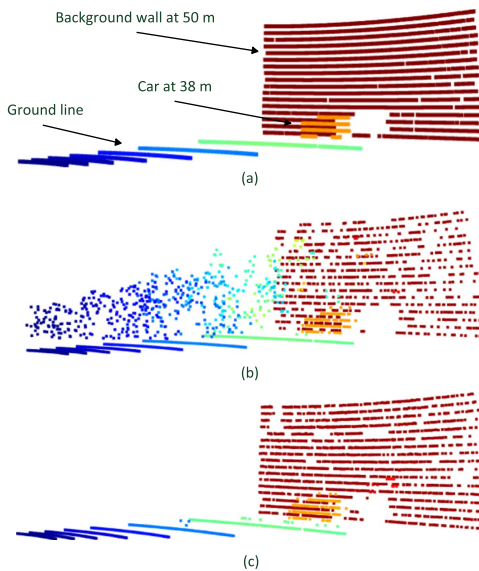 Background wall at 50 m
Car at 38 m
Ground line
(a)
(b)
(c)